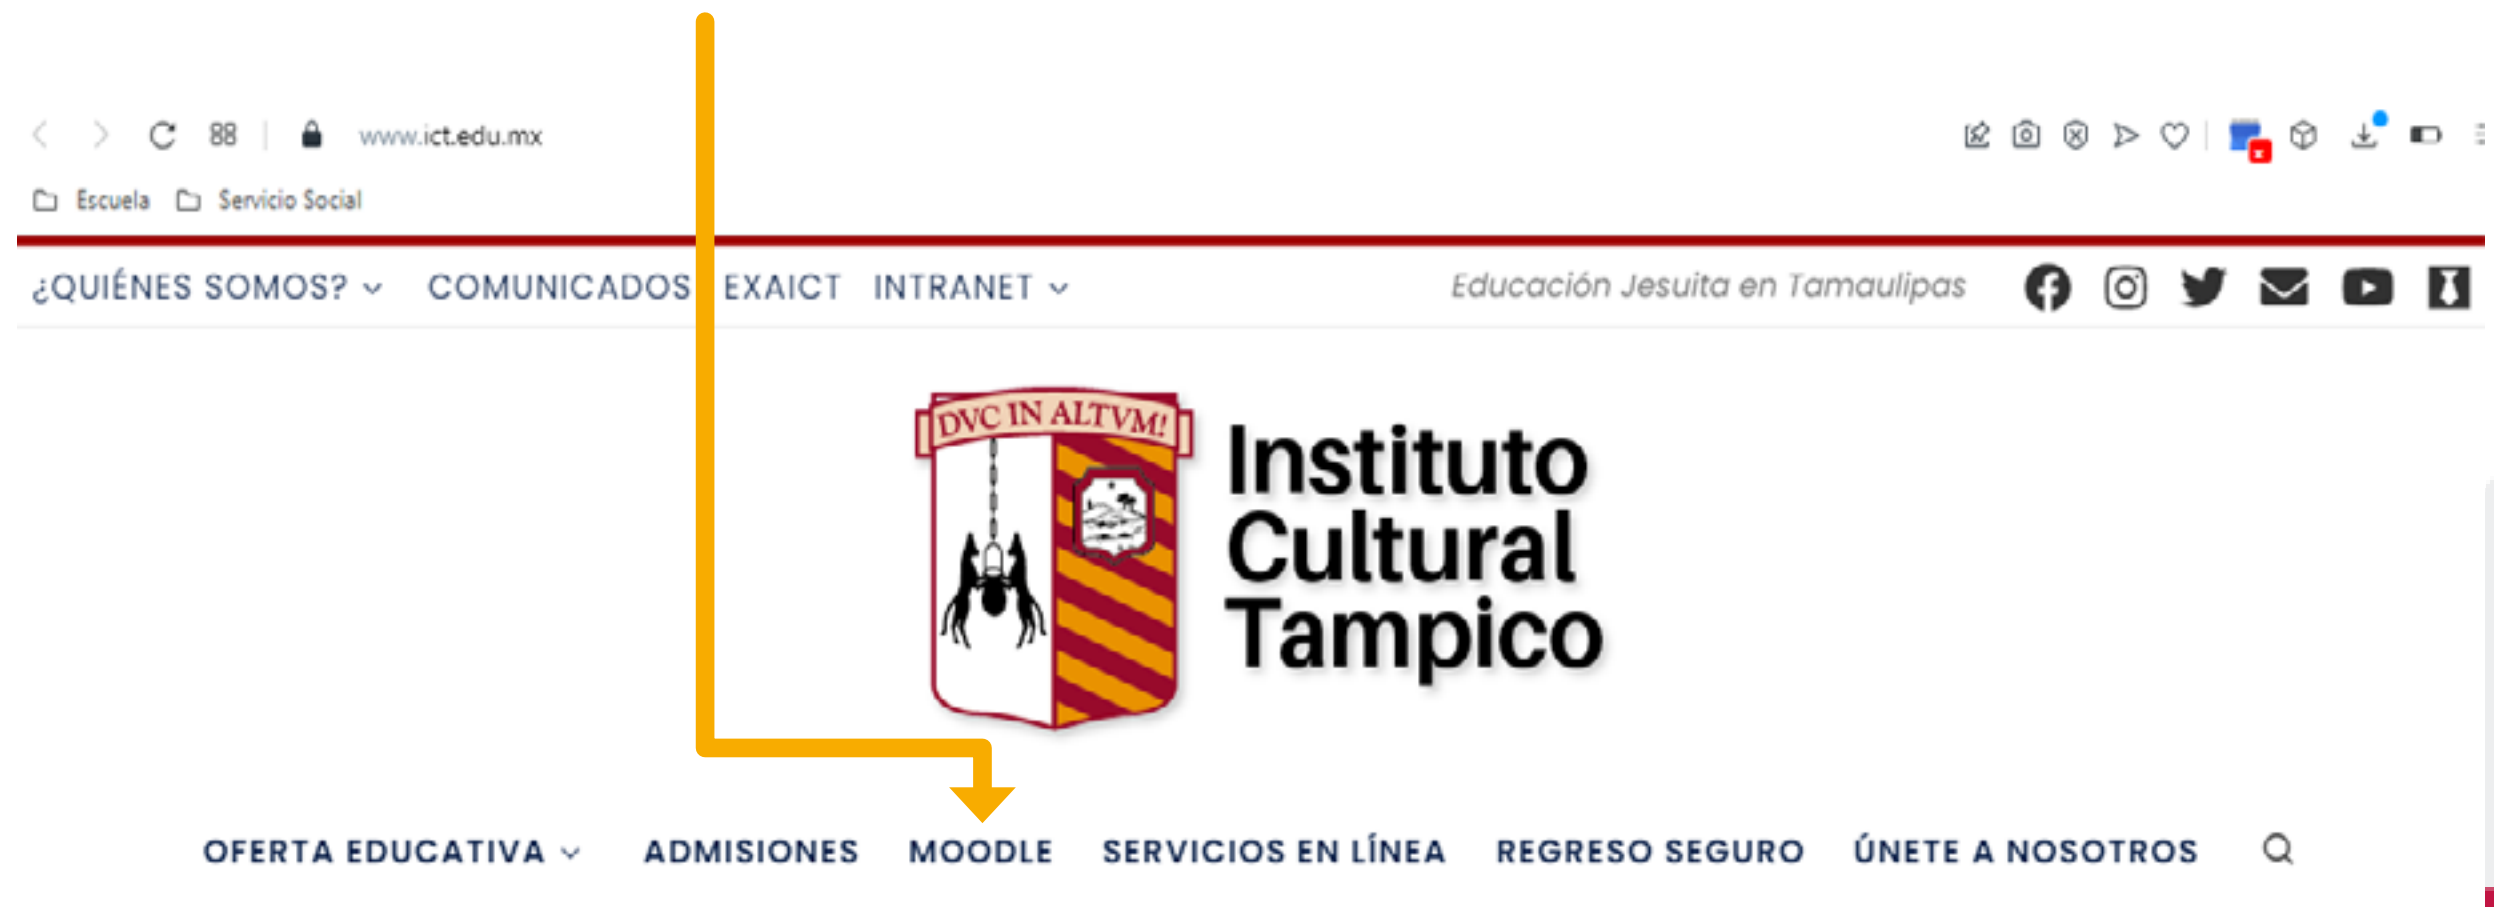 www.ict.edu.mx
Escuela Servicio Social
¿QUIÉNES SOMOS? COMUNICADOS EXAICT INTRANET Educación Jesuita en Tamaulipas
DVC IN ALTVM!
Instituto
Cultural
Tampico
OFERTA EDUCATIVA ADMISIONES MOODLE SERVICIOS EN LÍNEA REGRESO SEGURO ÚNETE A NOSOTROS